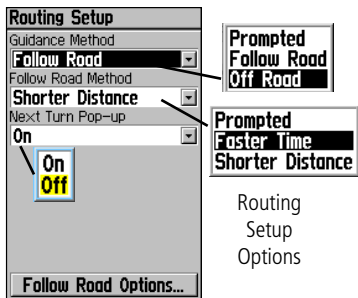 Routing Setup
Guidance Method
Follow Road
Follow Road Method
Shorter Distance
Next Turn Pop-up
On
On
Off
Follow Road Options...
Prompted
Follow Road
Off Road
Prompted
Faster Time
Shorter Distance
Routing
Setup
Options